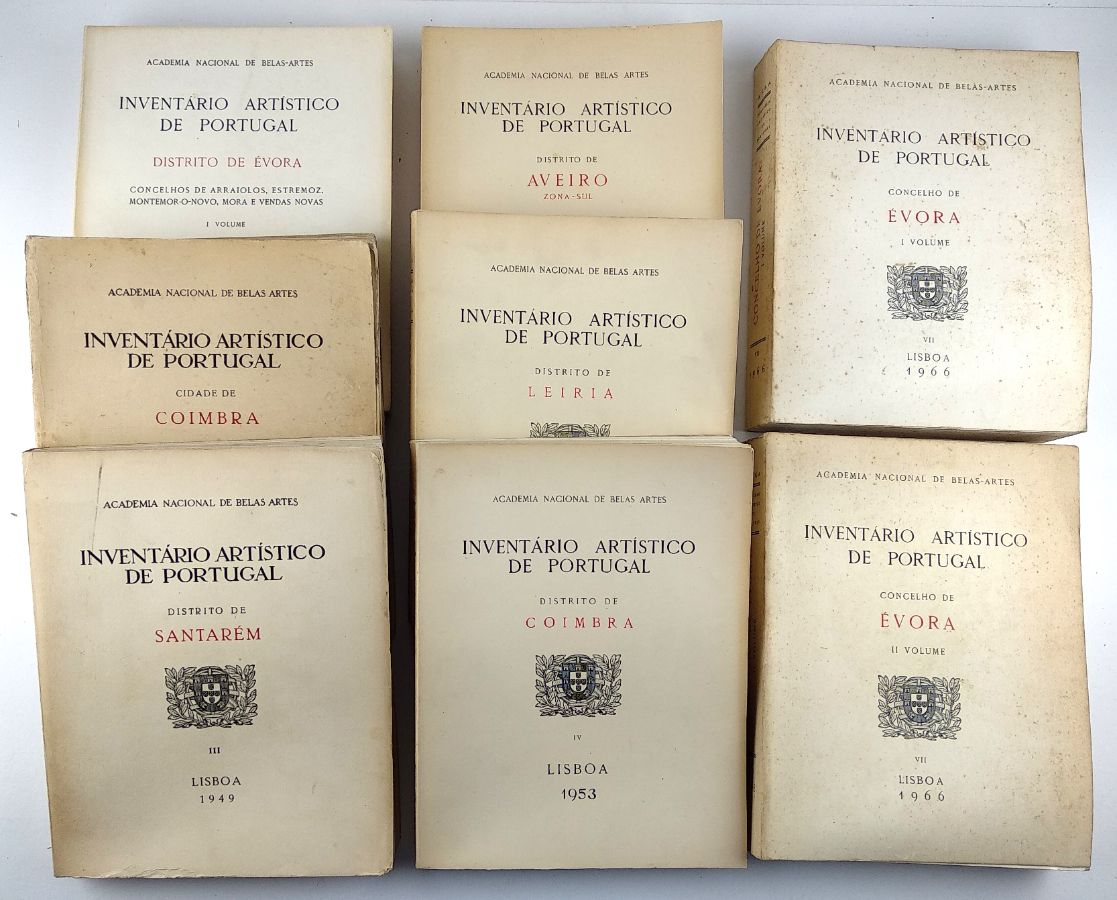 ACADEMIA NACIONAL DE BELAS-ARTES
INVENTÁRIO ARTÍSTICO
DE PORTUGAL
DISTRITO DE ÉVORA
CONCELHOS DE ARRAIOLOS, ESTREMOZ,
MONTEMOR-O-NOVO, MORA E VENDAS NOVAS
I VOLUME
ACADEMIA NACIONAL DE BELAS ARTES
INVENTÁRIO ARTÍSTICO
DE PORTUGAL
DISTRITO DE
AVEIRO
ZONA-SUL
ACADEMIA NACIONAL DE BELAS-ARTES
INVENTÁRIO ARTÍSTICO
DE PORTUGAL
CONCELHO DE
ÉVORA
I VOLUME
VII
LISBOA
1966
CONCELHO DE ÉVORA
I VOLUME
ACADEMIA NACIONAL DE BELAS ARTES
INVENTÁRIO ARTÍSTICO
DE PORTUGAL
CIDADE DE
COIMBRA
ACADEMIA NACIONAL DE BELAS ARTES
INVENTÁRIO ARTÍSTICO
DE PORTUGAL
DISTRITO DE
LEIRIA
ACADEMIA NACIONAL DE BELAS ARTES
INVENTÁRIO ARTÍSTICO
DE PORTUGAL
DISTRITO DE
SANTARÉM
III
LISBOA
1949
ACADEMIA NACIONAL DE BELAS ARTES
INVENTÁRIO ARTÍSTICO
DE PORTUGAL
DISTRITO DE
COIMBRA
IV
LISBOA
1953
ACADEMIA NACIONAL DE BELAS-ARTES
INVENTÁRIO ARTÍSTICO
DE PORTUGAL
CONCELHO DE
ÉVORA
II VOLUME
VII
LISBOA
1966